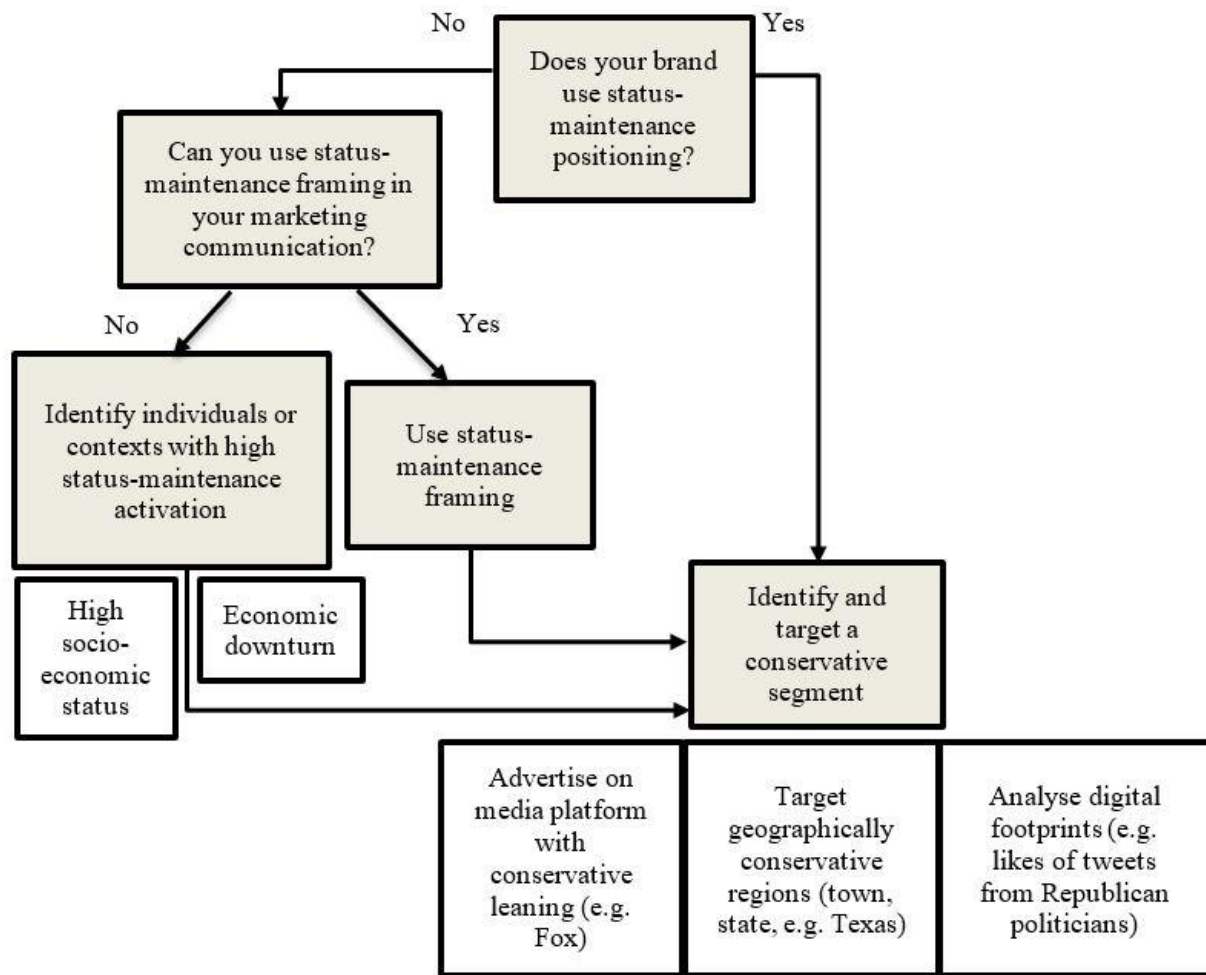 No
Yes
Does your brand
use status-
maintenance
positioning?
Can you use status-
maintenance framing in
your marketing
communication?
No
Yes
Identify individuals or
contexts with high
status-maintenance
activation
Use status-
maintenance
framing
High
socio-
economic
status
Economic
downturn
Identify and
target a
conservative
segment
Advertise on
media platform
with
conservative
leaning (e.g.
Fox)
Target
geographically
conservative
regions (town,
state, e.g. Texas)
Analyse digital
footprints (e.g.
likes of tweets
from Republican
politicians)